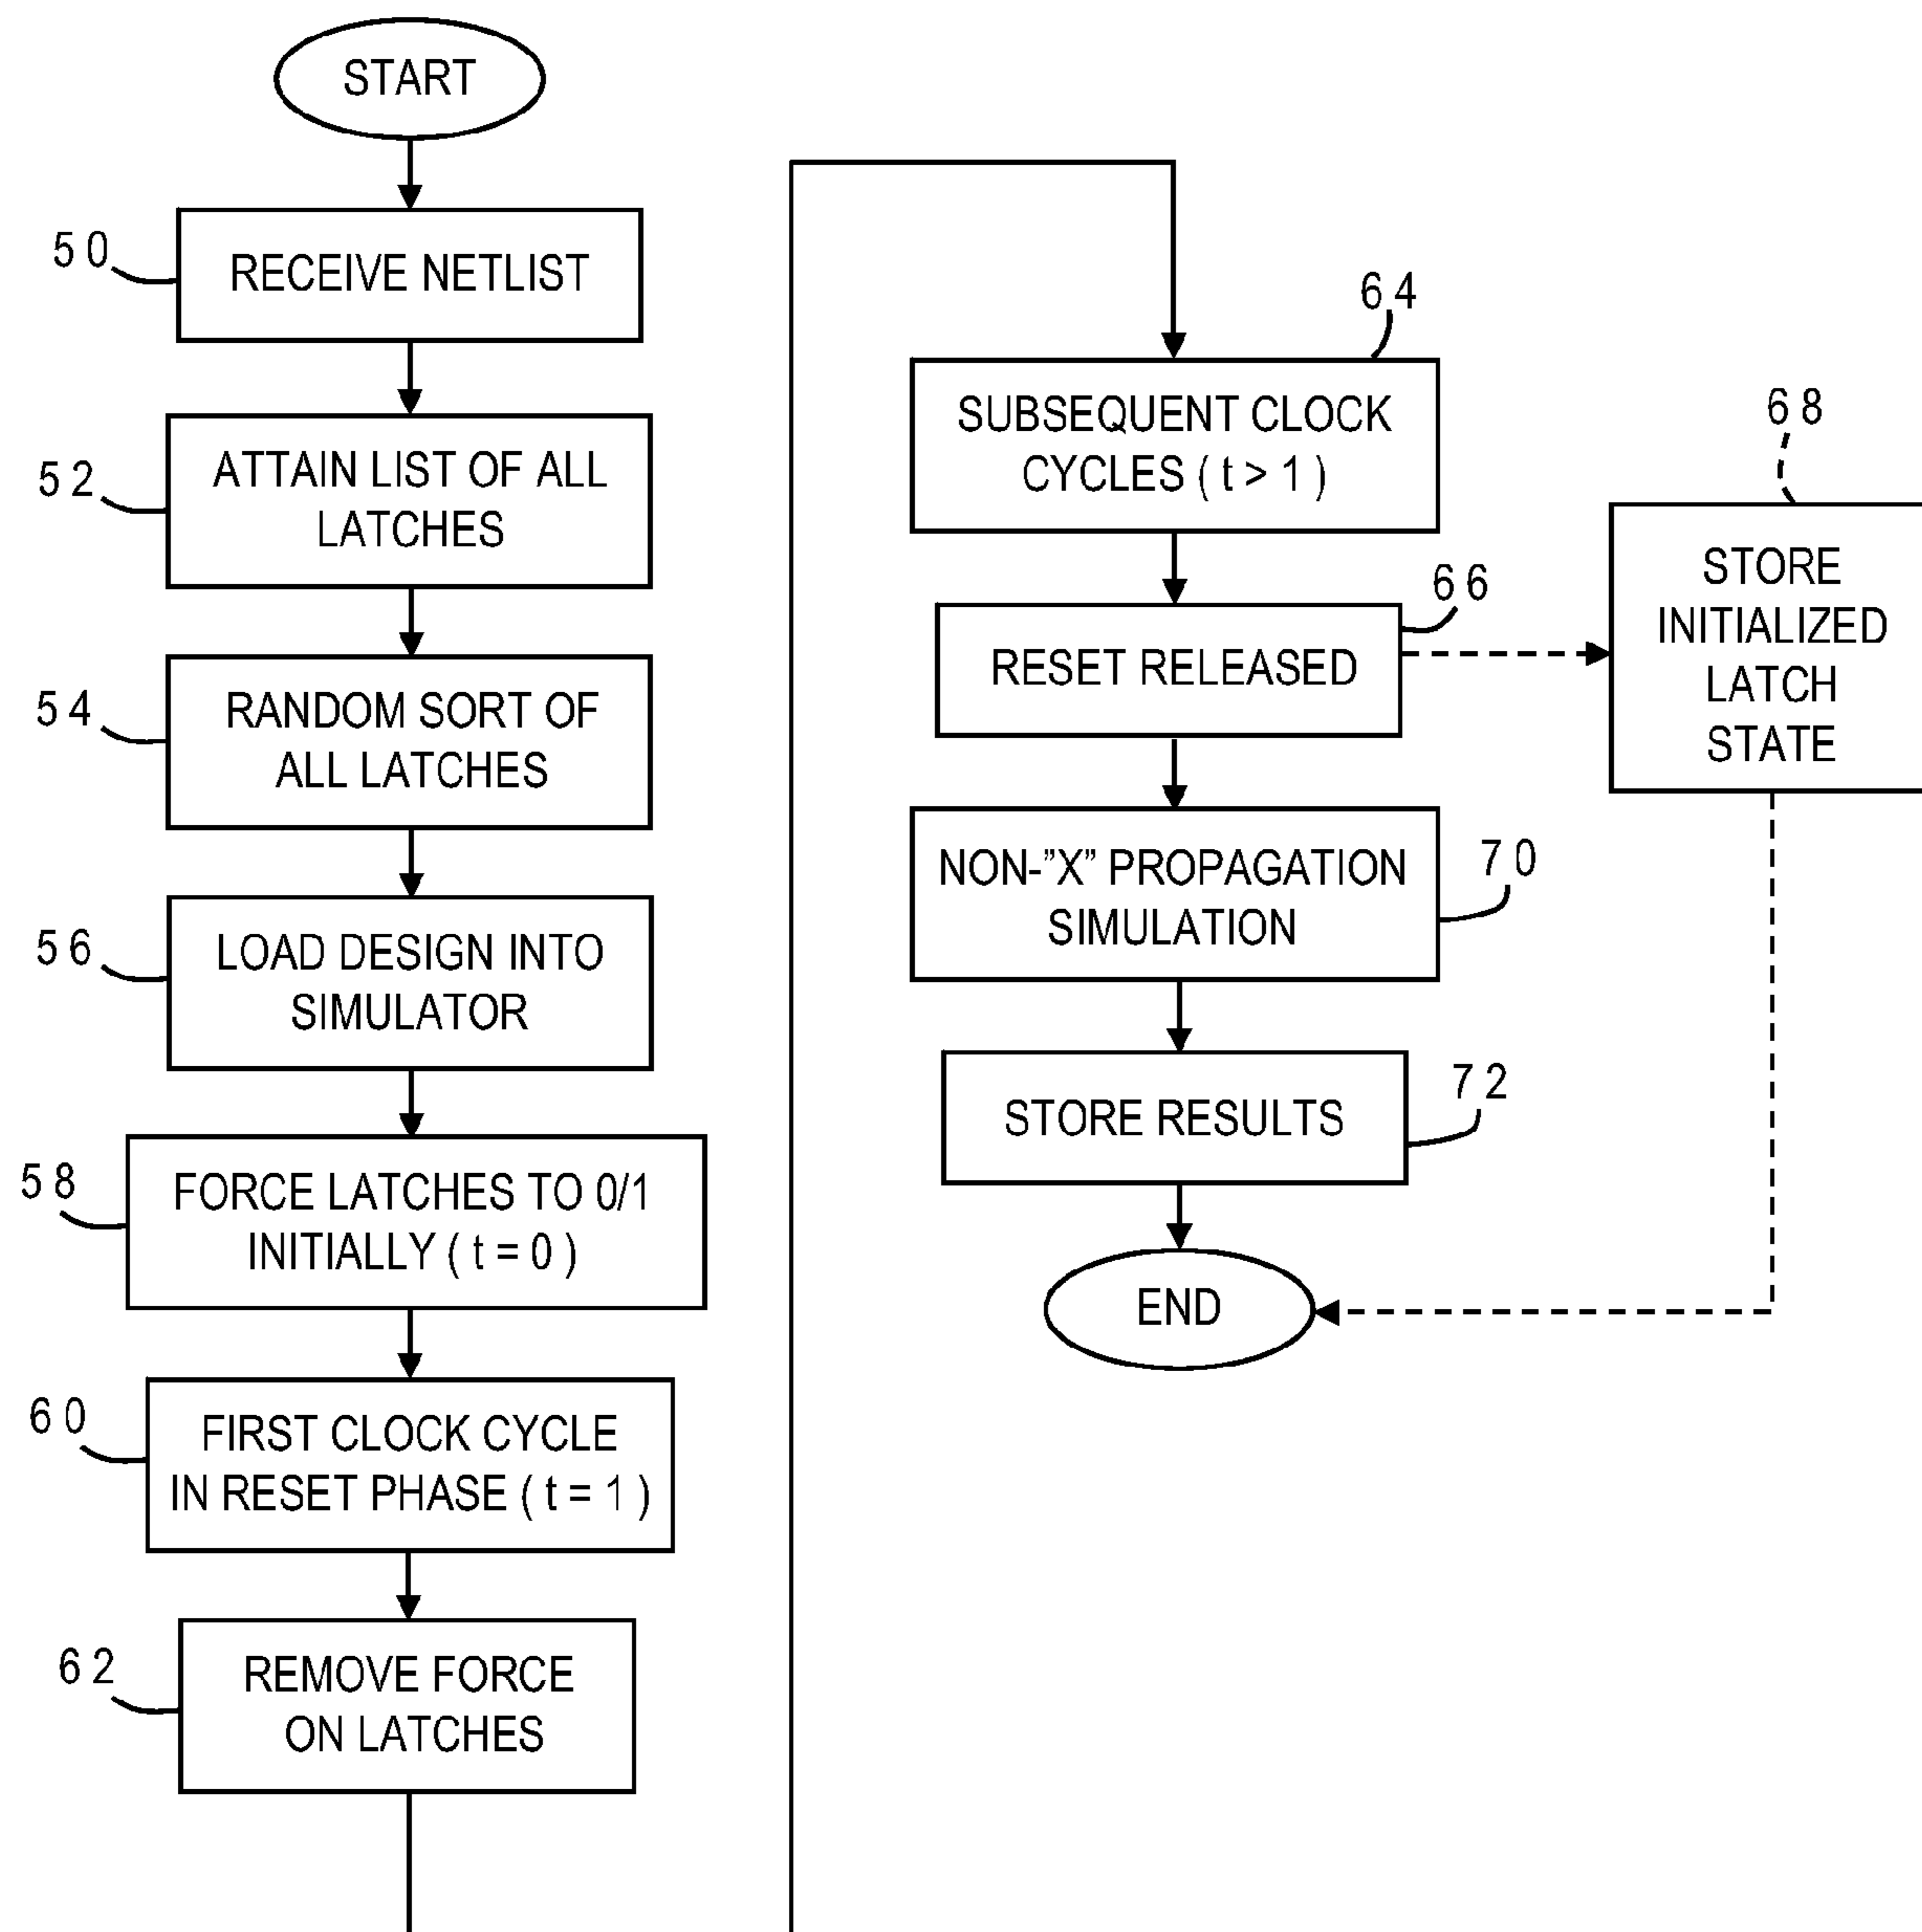 START
50
RECEIVE NETLIST
52
ATTAIN LIST OF ALL
LATCHES
54
RANDOM SORT OF
ALL LATCHES
56
LOAD DESIGN INTO
SIMULATOR
58
FORCE LATCHES TO 0/1
INITIALLY ( t = 0 )
60
FIRST CLOCK CYCLE
IN RESET PHASE ( t = 1 )
62
REMOVE FORCE
ON LATCHES
64
SUBSEQUENT CLOCK
CYCLES ( t > 1 )
66
RESET RELEASED
68
STORE
INITIALIZED
LATCH
STATE
70
NON-”X” PROPAGATION
SIMULATION
72
STORE RESULTS
END